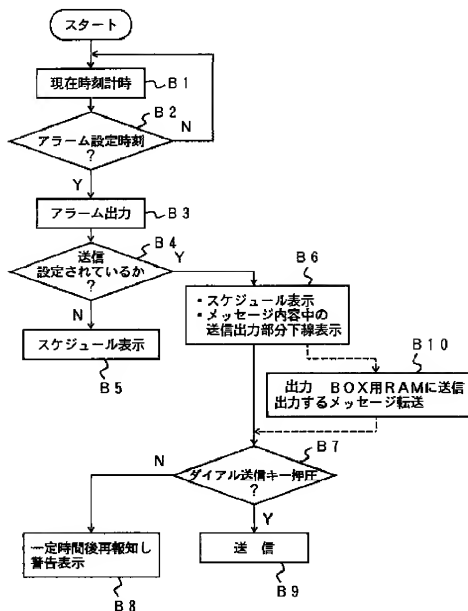 スタート
現在時刻計時
B1
B2
アラーム設定時刻
?
N
Y
アラーム出力
B3
B4
送信
設定されているか
?
Y
N
スケジュール表示
B5
B6
・スケジュール表示
・メッセージ内容中の
送信出力部分下線表示
B10
出力 BOX用RAMに送信
出力するメッセージ転送
B7
ダイアル送信キー押圧
?
N
Y
一定時間後再報知し
警告表示
B8
送 信
B9